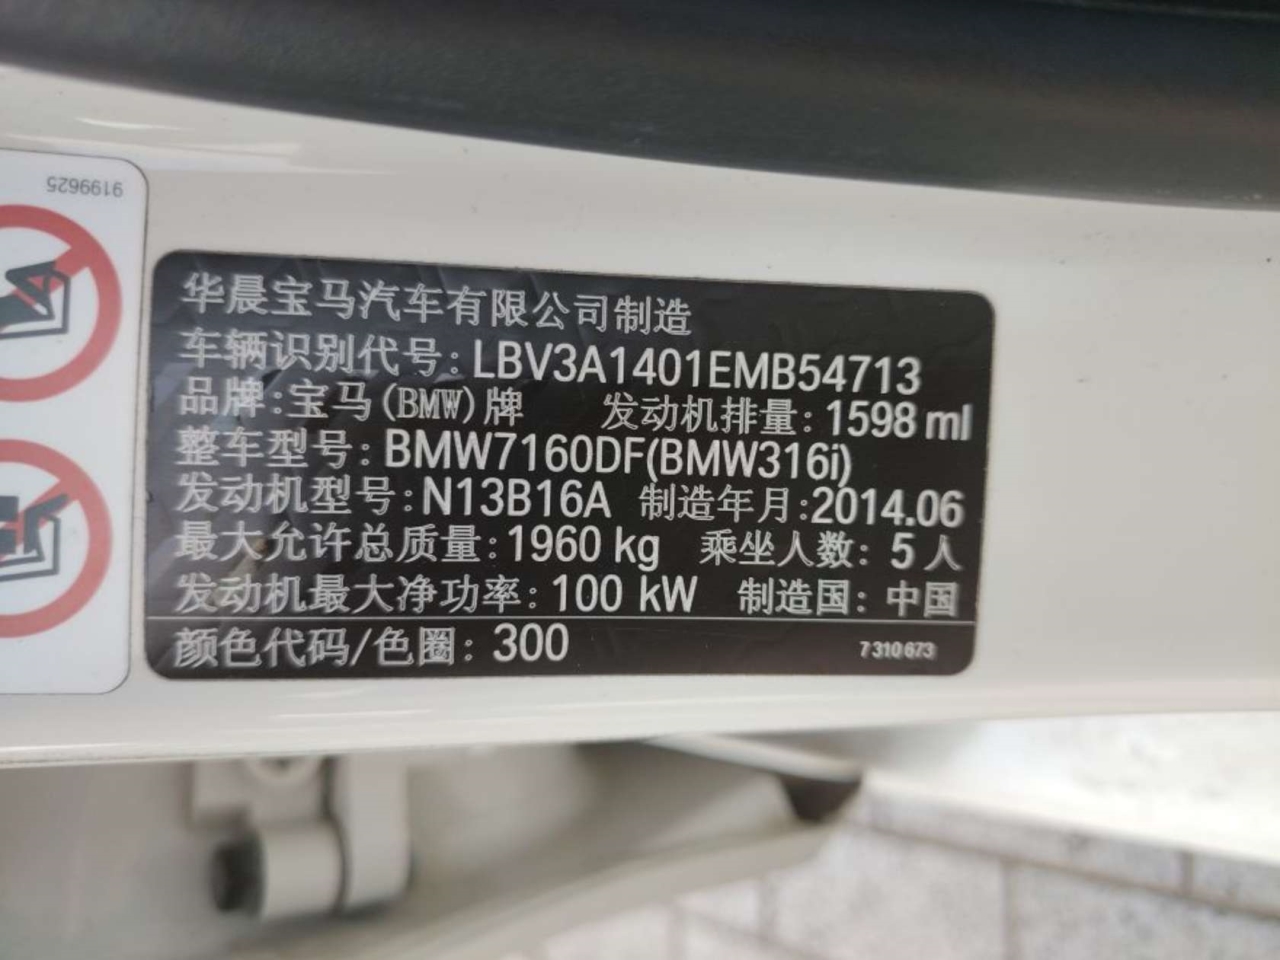 9199625
华晨宝马汽车有限公司制造
车辆识别代号: LBV3A1401EMB54713
品牌:宝马(BMW)牌 发动机排量: 1598 ml
整车型号: BMW7160DF(BMW316i)
发动机型号: N13B16A 制造年月:2014.06
最大允许总质量: 1960 kg 乘坐人数: 5人
发动机最大净功率: 100 kW 制造国: 中国
颜色代码/色圈: 300 7 310 673